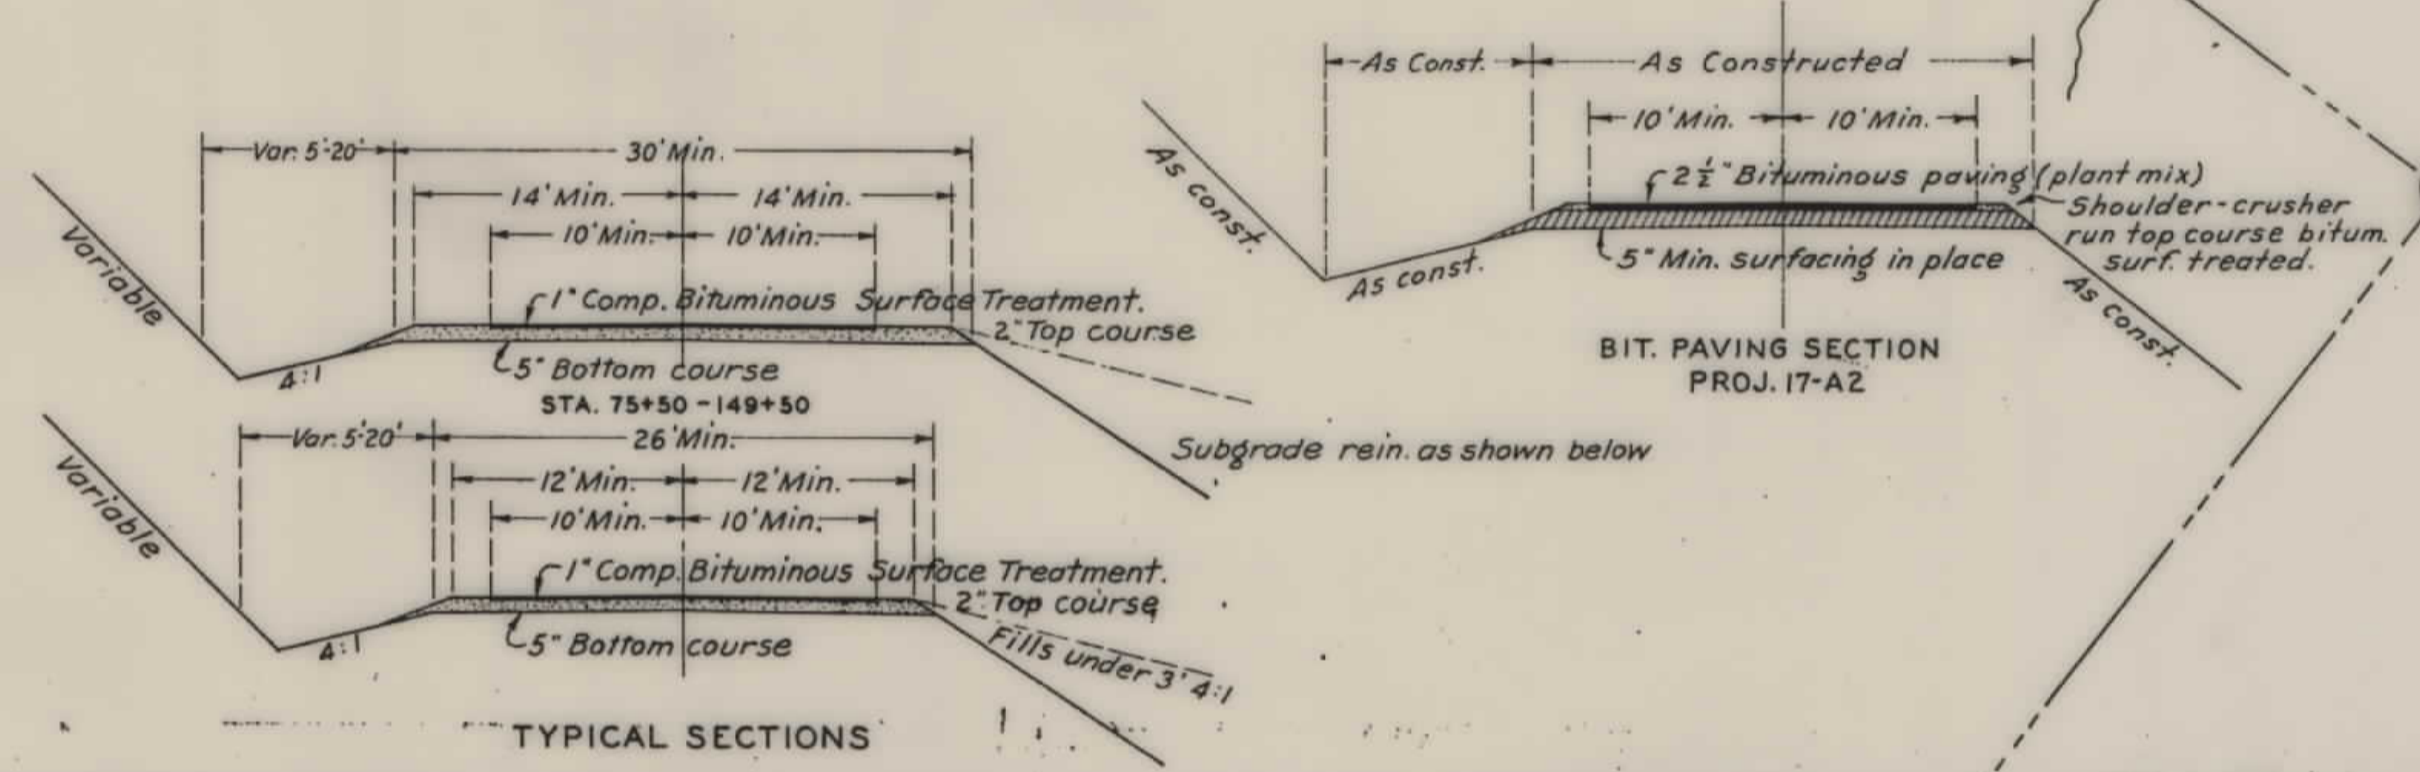 Var. 5'-20'
30' Min.
14' Min.
14' Min.
10' Min.
10' Min.
Variable
1" Comp. Bituminous Surface Treatment.
2" Top course
5" Bottom course
4:1
STA. 75+50 - 149+50
Var. 5'-20'
26' Min.
12' Min.
12' Min.
10' Min.
10' Min.
Variable
1" Comp. Bituminous Surface Treatment.
2" Top course
5" Bottom course
4:1
Fills under 3' 4:1
TYPICAL SECTIONS
Subgrade rein. as shown below
As Const.
As Constructed
10' Min.
10' Min.
As const.
2 1/2" Bituminous paving (plant mix)
Shoulder - crusher
run top course bitum.
surf. treated.
5" Min. surfacing in place
As const.
As const.
BIT. PAVING SECTION
PROJ. 17-A2